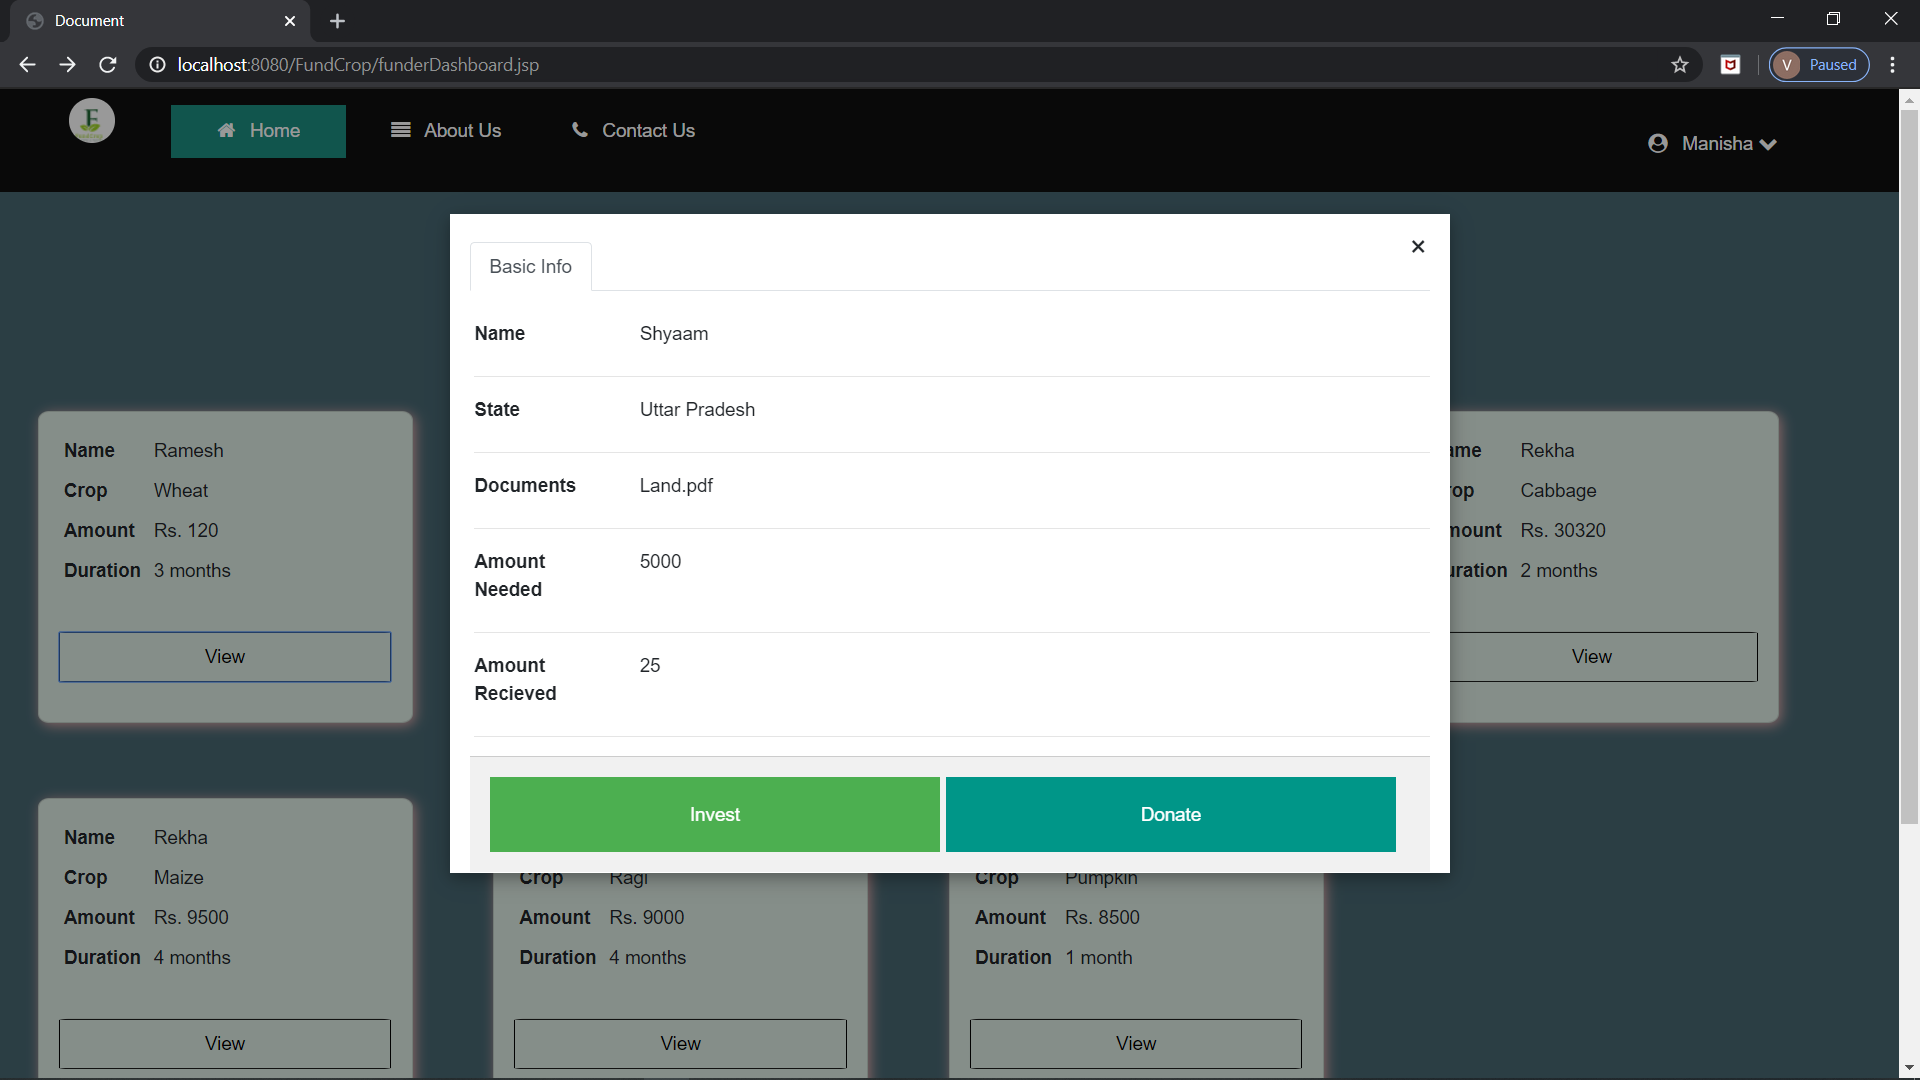 Document
localhost:8080/FundCrop/funderDashboard.jsp
V Paused
F
Home
About Us
Contact Us
Manisha
Basic Info
Name Shyaam
State Uttar Pradesh
Documents Land.pdf
Amount Needed 5000
Amount Recieved 25
Invest
Donate
Name Ramesh
Crop Wheat
Amount Rs. 120
Duration 3 months
View
ame Rekha
op Cabbage
mount Rs. 30320
uration 2 months
View
Name Rekha
Crop Maize
Amount Rs. 9500
Duration 4 months
View
Crop Ragi
Amount Rs. 9000
Duration 4 months
View
Crop Pumpkin
Amount Rs. 8500
Duration 1 month
View